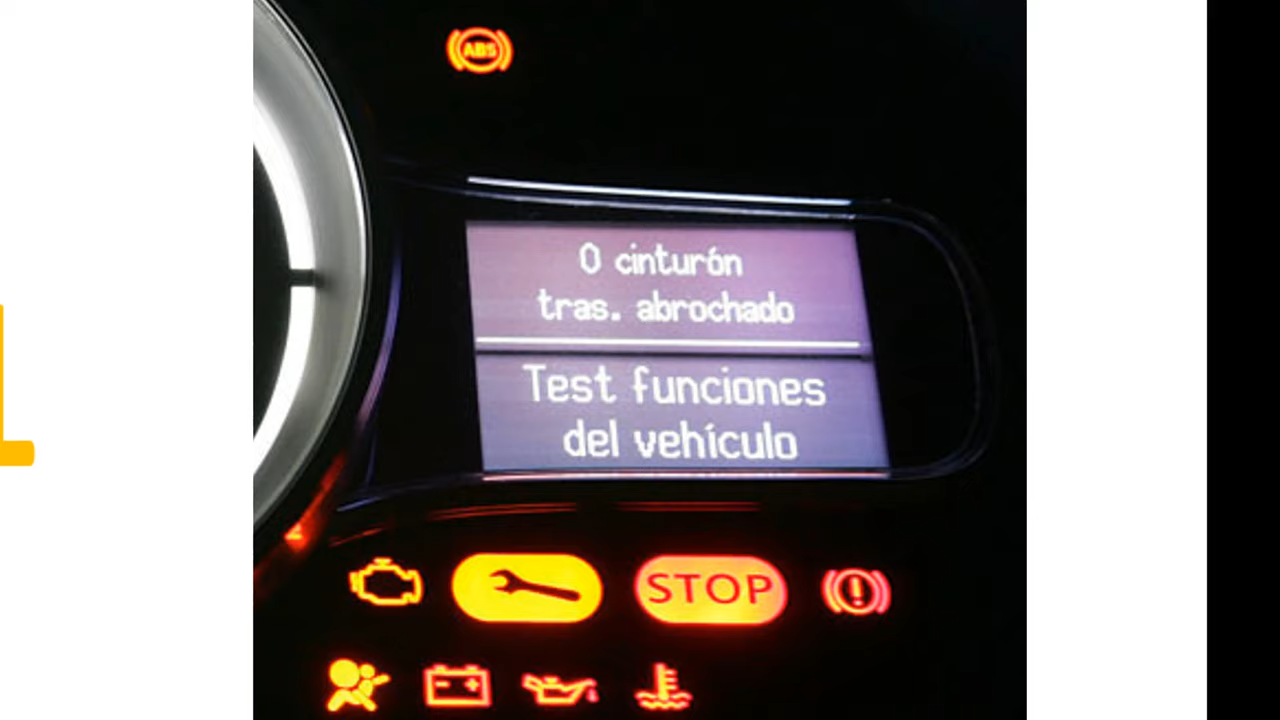 ABS
0 cinturón
tras. abrochado
Test funciones
del vehículo
STOP